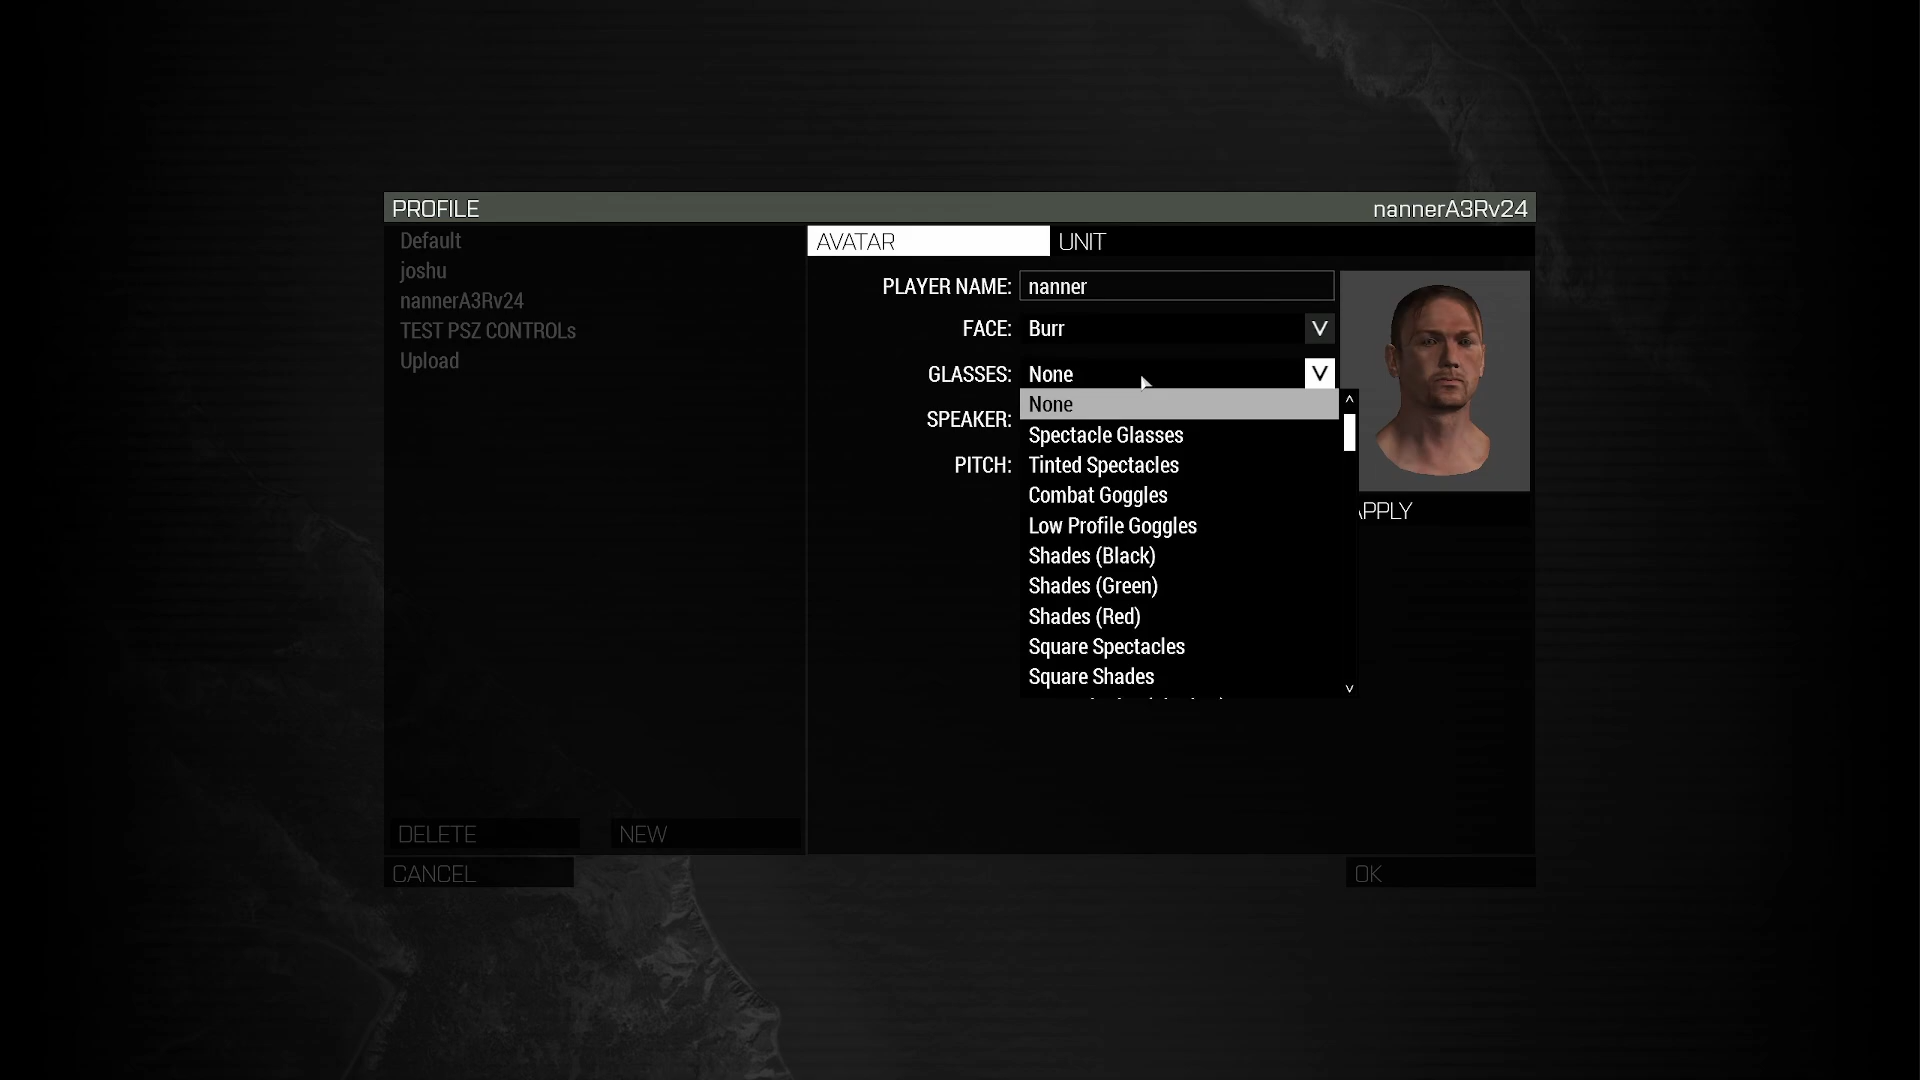 PROFILE nannerA3Rv24
Default
joshu
nannerA3Rv24
TEST PSZ CONTROLs
Upload
DELETE NEW
CANCEL
AVATAR UNIT
PLAYER NAME: nanner
FACE: Burr
GLASSES: None
SPEAKER:
PITCH:
None
Spectacle Glasses
Tinted Spectacles
Combat Goggles
Low Profile Goggles
Shades (Black)
Shades (Green)
Shades (Red)
Square Spectacles
Square Shades
APPLY
OK